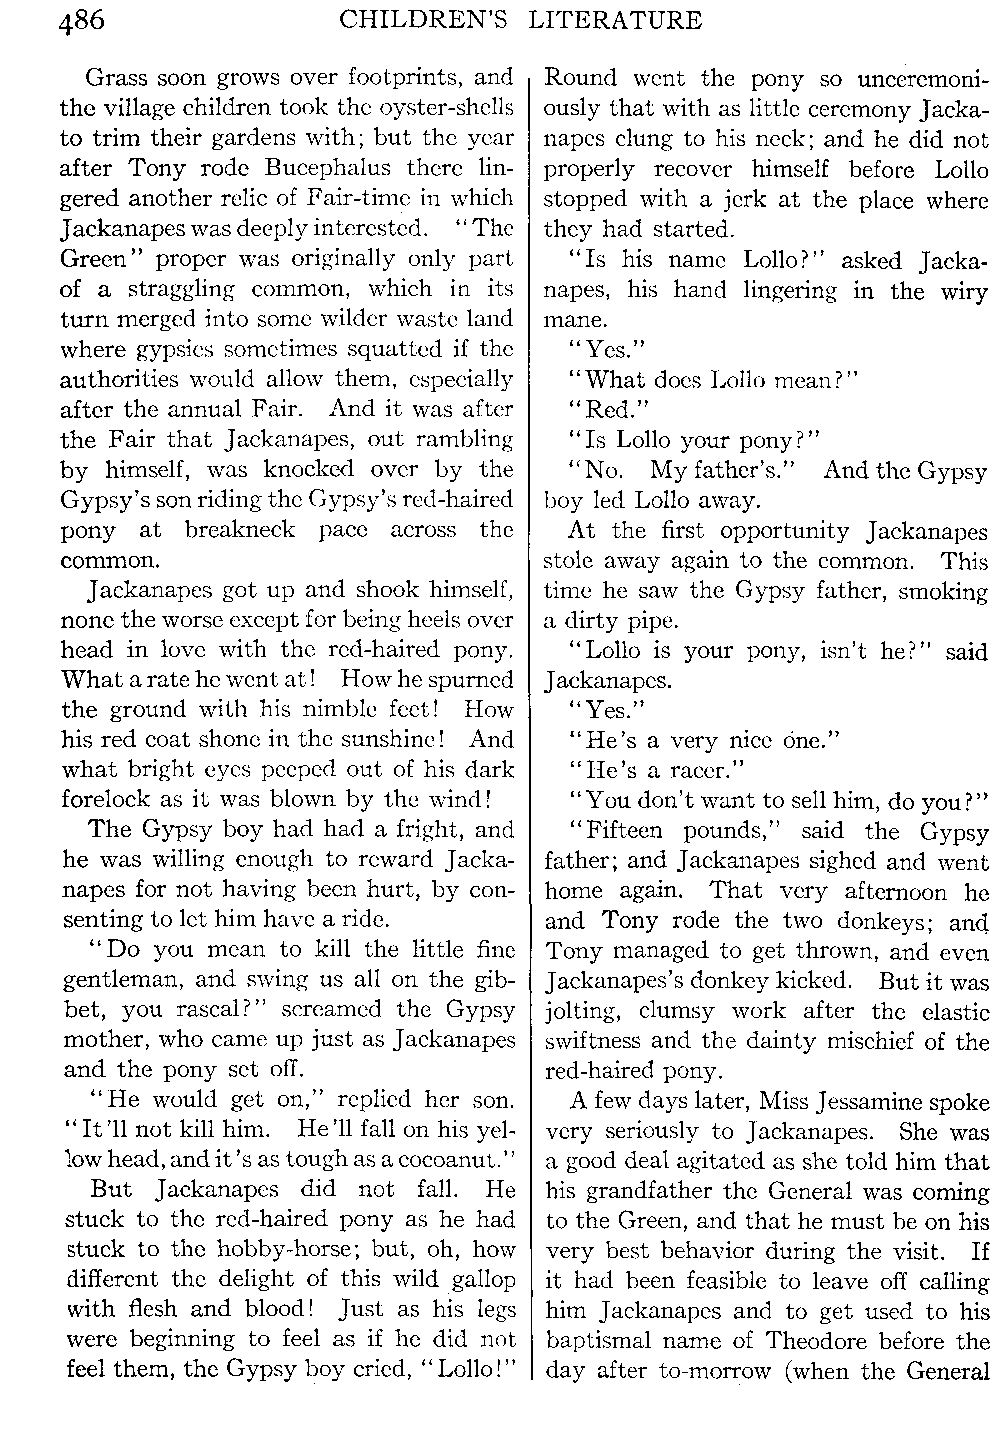 486 CHILDREN'S LITERATURE
Grass soon grows over footprints, and
the village children took the oyster-shells
to trim their gardens with; but the year
after Tony rode Bucephalus there lin-
gered another relic of Fair-time in which
Jackanapes was deeply interested. "The
Green" proper was originally only part
of a straggling common, which in its
turn merged into some wilder waste land
where gypsies sometimes squatted if the
authorities would allow them, especially
after the annual Fair. And it was after
the Fair that Jackanapes, out rambling
by himself, was knocked over by the
Gypsy's son riding the Gypsy's red-haired
pony at breakneck pace across the
common.
Jackanapes got up and shook himself,
none the worse except for being heels over
head in love with the red-haired pony.
What a rate he went at! How he spurned
the ground with his nimble feet! How
his red coat shone in the sunshine! And
what bright eyes peeped out of his dark
forelock as it was blown by the wind!
The Gypsy boy had had a fright, and
he was willing enough to reward Jacka-
napes for not having been hurt, by con-
senting to let him have a ride.
"Do you mean to kill the little fine
gentleman, and swing us all on the gib-
bet, you rascal?" screamed the Gypsy
mother, who came up just as Jackanapes
and the pony set off.
"He would get on," replied her son.
"It'll not kill him. He'll fall on his yel-
low head, and it's as tough as a cocoanut."
But Jackanapes did not fall. He
stuck to the red-haired pony as he had
stuck to the hobby-horse; but, oh, how
different the delight of this wild gallop
with flesh and blood! Just as his legs
were beginning to feel as if he did not
feel them, the Gypsy boy cried, "Lollo!"
Round went the pony so unceremoni-
ously that with as little ceremony Jacka-
napes clung to his neck; and he did not
properly recover himself before Lollo
stopped with a jerk at the place where
they had started.
"Is his name Lollo?" asked Jacka-
napes, his hand lingering in the wiry
mane.
"Yes."
"What does Lollo mean?"
"Red."
"Is Lollo your pony?"
"No. My father's." And the Gypsy
boy led Lollo away.
At the first opportunity Jackanapes
stole away again to the common. This
time he saw the Gypsy father, smoking
a dirty pipe.
"Lollo is your pony, isn't he?" said
Jackanapes.
"Yes."
"He's a very nice one."
"He's a racer."
"You don't want to sell him, do you?"
"Fifteen pounds," said the Gypsy
father; and Jackanapes sighed and went
home again. That very afternoon he
and Tony rode the two donkeys; and
Tony managed to get thrown, and even
Jackanapes's donkey kicked. But it was
jolting, clumsy work after the elastic
swiftness and the dainty mischief of the
red-haired pony.
A few days later, Miss Jessamine spoke
very seriously to Jackanapes. She was
a good deal agitated as she told him that
his grandfather the General was coming
to the Green, and that he must be on his
very best behavior during the visit. If
it had been feasible to leave off calling
him Jackanapes and to get used to his
baptismal name of Theodore before the
day after to-morrow (when the General